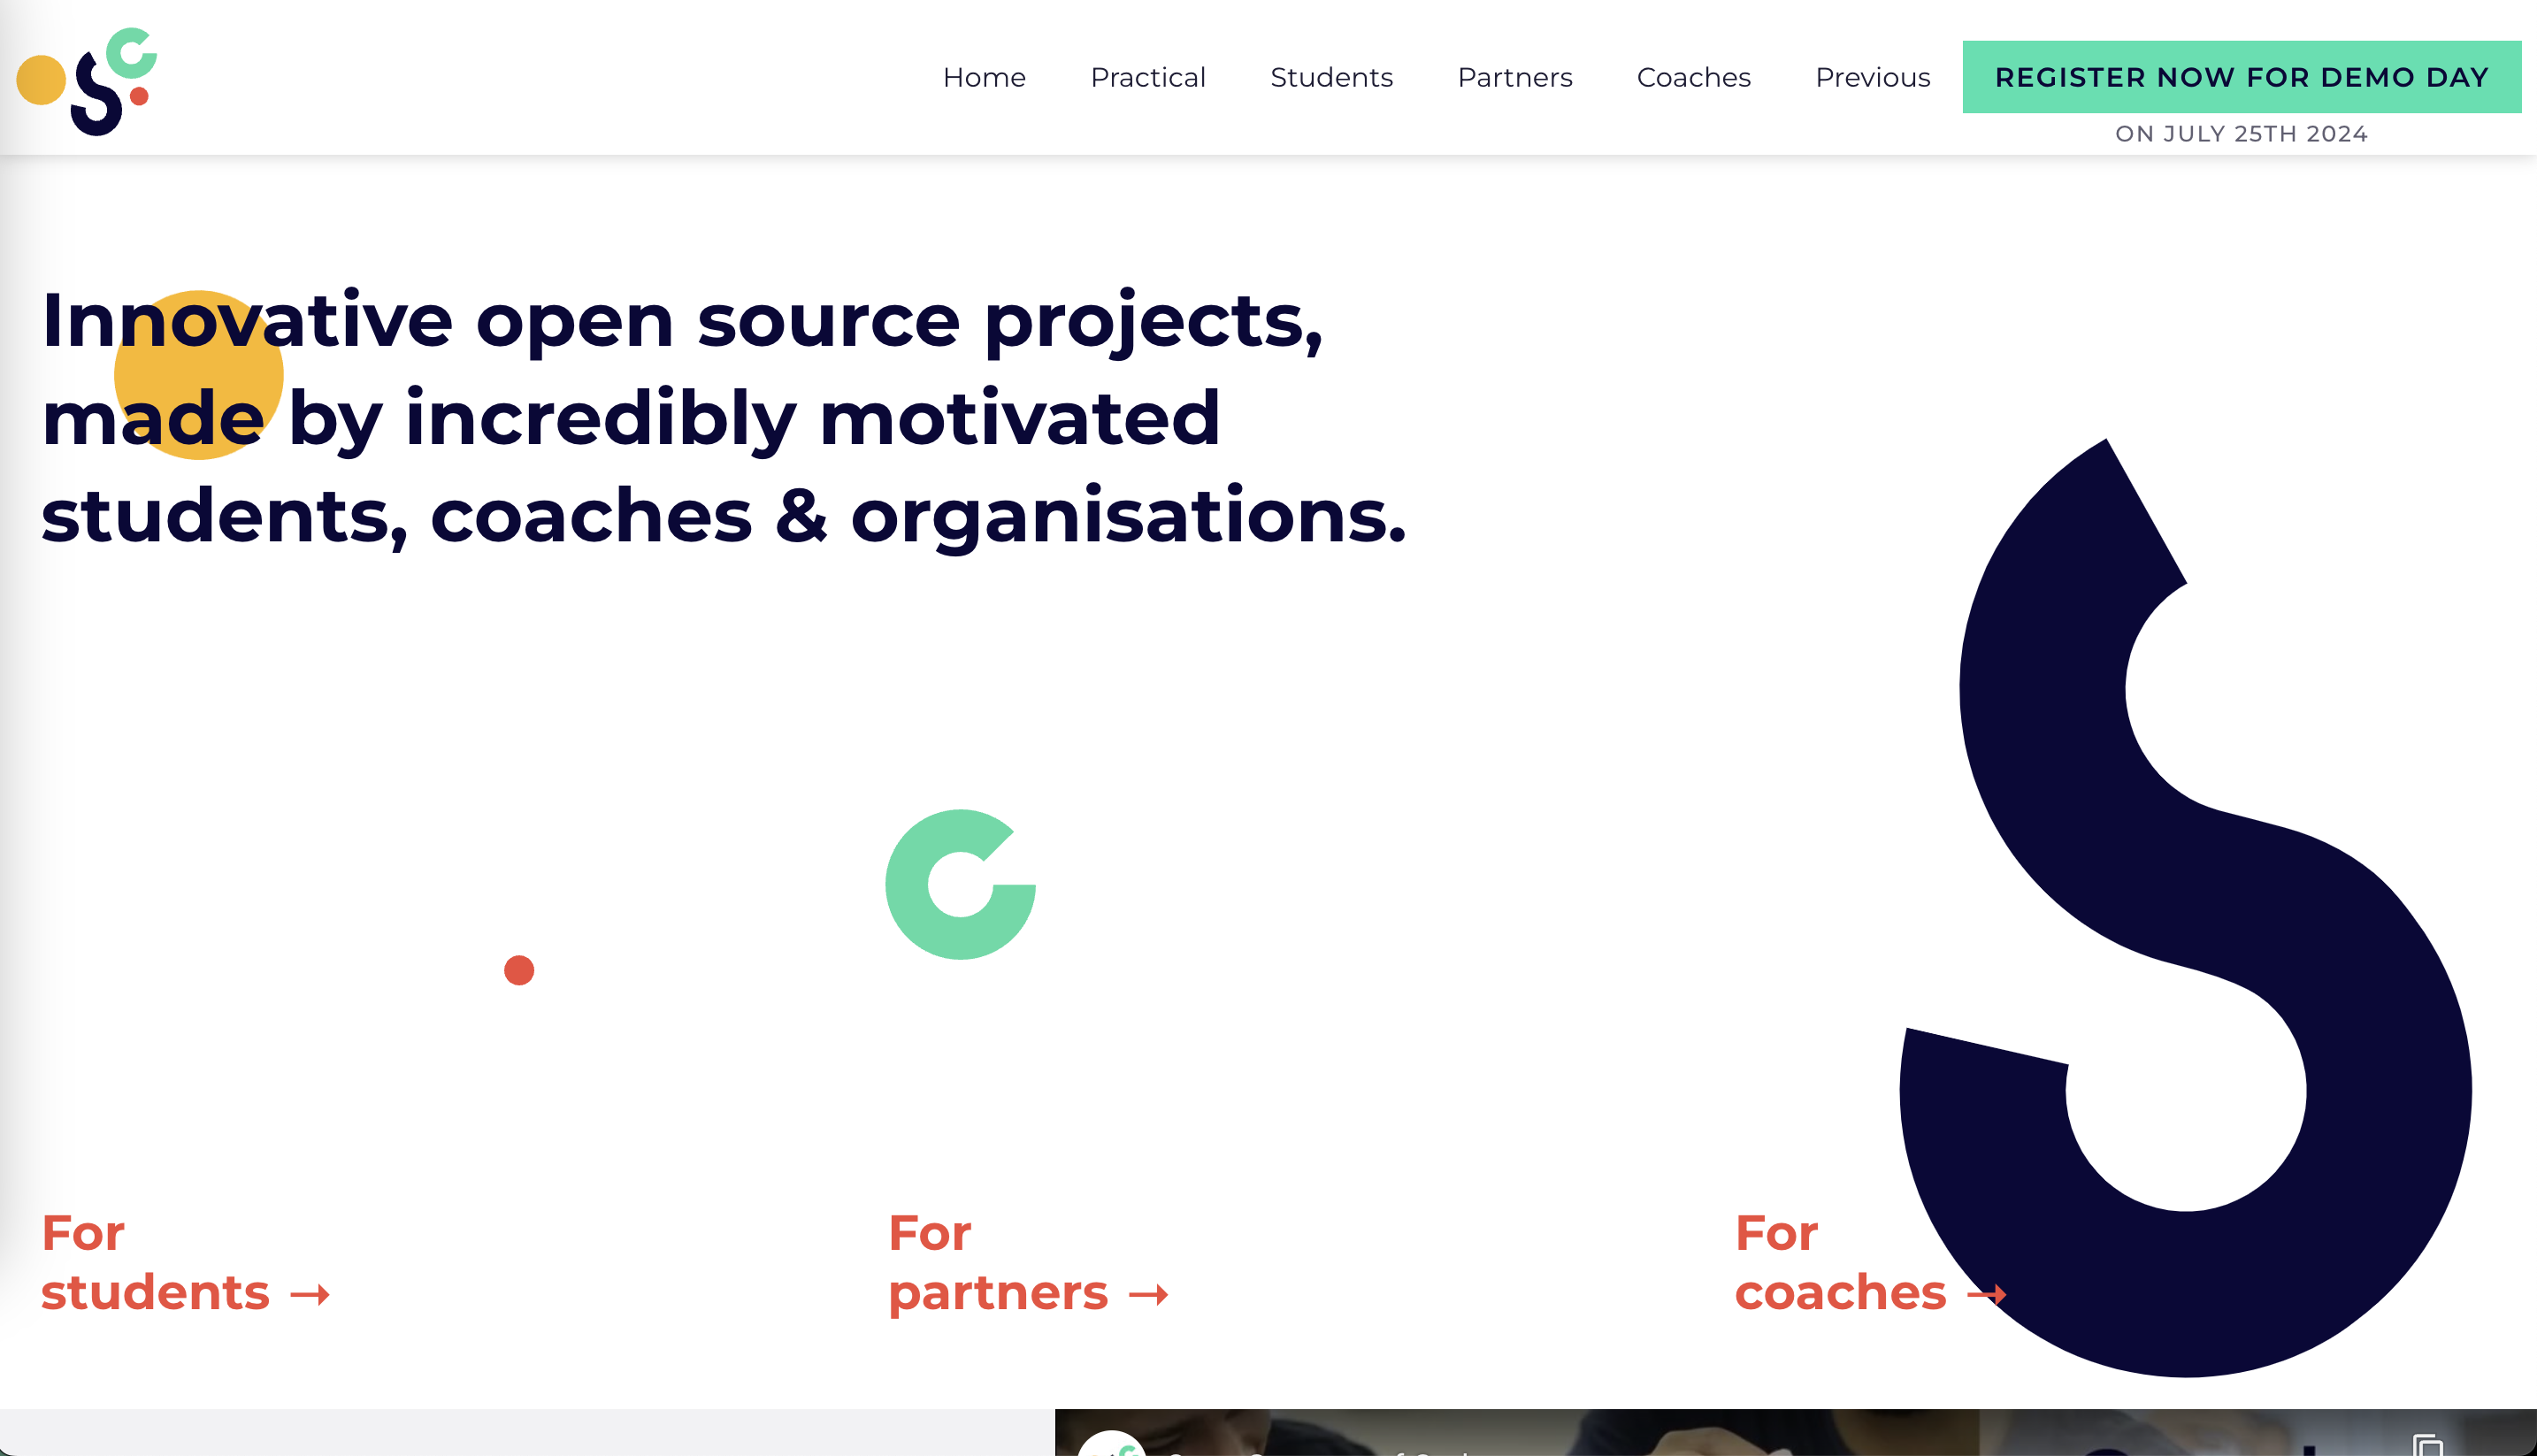 Home Practical Students Partners Coaches Previous REGISTER NOW FOR DEMO DAY
ON JULY 25TH 2024
Innovative open source projects,
made by incredibly motivated
students, coaches & organisations.
For
students →
For
partners →
For
coaches →